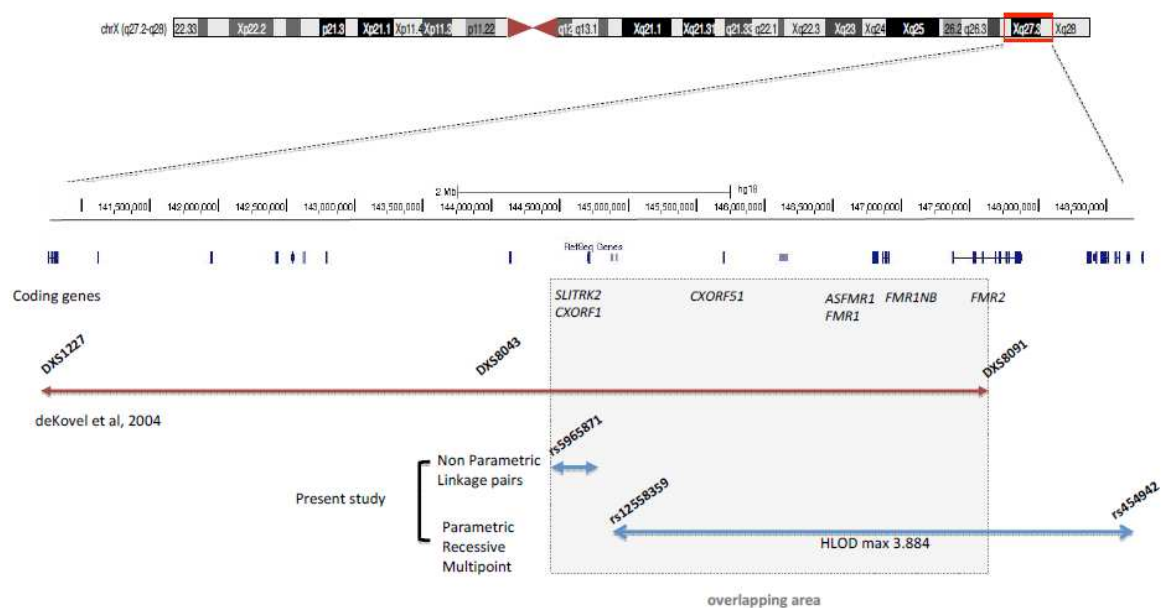 chrX (q27.2-q28) 22.33 Xp22.2 p21.3 Xp21.1 Xp11.4 Xp11.3 p11.22 q12 q13.1 Xq21.1 Xq21.31 q21.33 q22.1 Xq22.3 Xq23 Xq24 Xq25 26.2 q26.3 Xq27.3 Xq28
2 Mb hg18
141,500,000 142,000,000 142,500,000 143,000,000 143,500,000 144,000,000 144,500,000 145,000,000 145,500,000 146,000,000 146,500,000 147,000,000 147,500,000 148,000,000 148,500,000
RefSeq Genes
Coding genes
SLITRK2 CXORF51 ASFMR1 FMR1NB FMR2
CXORF1 FMR1
DXS1227 DXS8043 DXS8091
deKovel et al, 2004
rs5965871
Non Parametric
Linkage pairs
Present study
rs12558359 rs454942
Parametric
Recessive
Multipoint
HLOD max 3.884
overlapping area